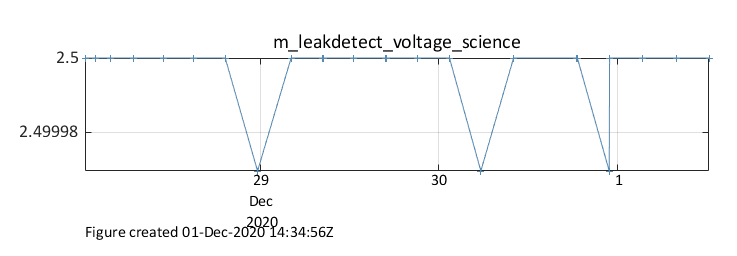 m_leakdetect_voltage_science
2.5
2.49998
29 30 1
Dec
2020
Figure created 01-Dec-2020 14:34:56Z